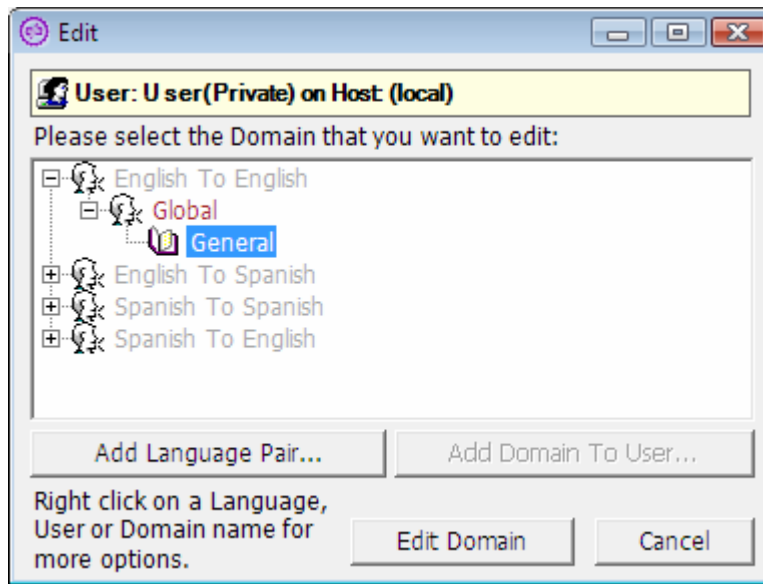 Edit
User: User(Private) on Host: (local)
Please select the Domain that you want to edit:
English To English
Global
General
English To Spanish
Spanish To Spanish
Spanish To English
Add Language Pair...
Add Domain To User...
Right click on a Language,
User or Domain name for
more options.
Edit Domain
Cancel